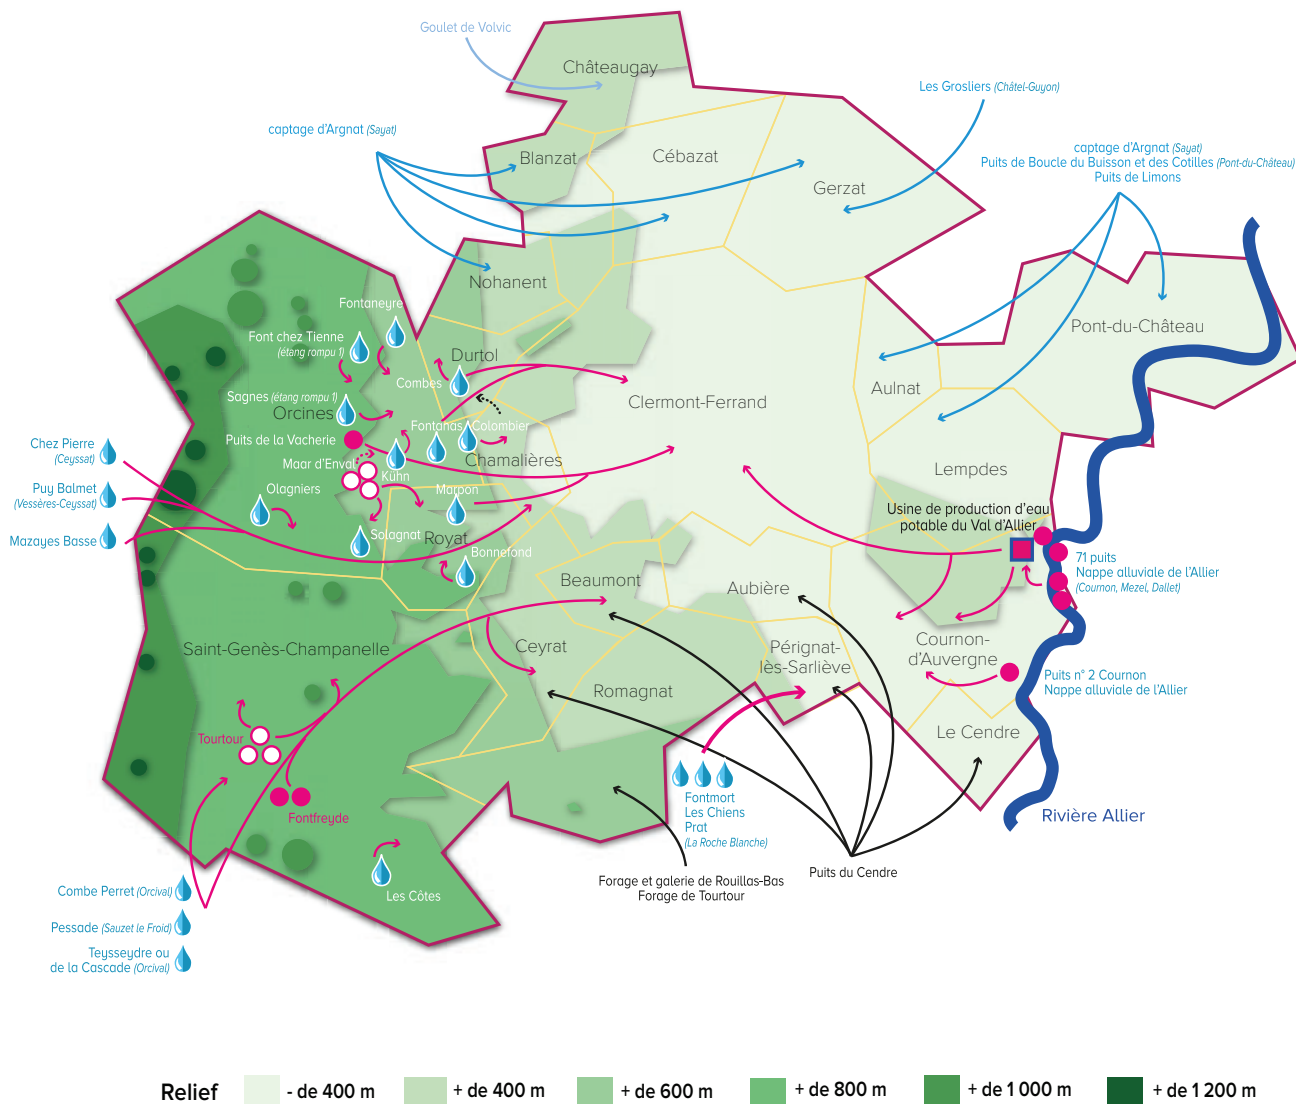 Goulet de Volvic
Châteaugay
Les Grosliers (Châtel-Guyon)
captage d'Argnat (Sayat)
captage d'Argnat (Sayat)
Puits de Boucle du Buisson et des Cotilles (Pont-du-Château)
Puits de Limons
Blanzat
Cébazat
Gerzat
Nohanent
Fontaneyre
Font chez Tienne
(étang rompu 1)
Durtol
Combes
Pont-du-Château
Aulnat
Sagnes (étang rompu 1)
Orcines
Clermont-Ferrand
Fontanas
Colombier
Puits de la Vacherie
Chez Pierre
(Ceyssat)
Maar d'Enval
Kuhn
Chamalières
Lempdes
Puy Balmet
(Vessères-Ceyssat)
Olagniers
Marpon
Usine de production d'eau
potable du Val d'Allier
Mazayes Basse
Solagnat
Royat
Bonnefond
71 puits
Nappe alluviale de l'Allier
(Cournon, Mezel, Dallet)
Beaumont
Aubière
Saint-Genès-Champanelle
Ceyrat
Pérignat-
lès-Sarliève
Cournon-
d'Auvergne
Puits n° 2 Cournon
Nappe alluviale de l'Allier
Romagnat
Tourtour
Le Cendre
Fontfreyde
Fontmort
Les Chiens
Prat
(La Roche Blanche)
Rivière Allier
Puits du Cendre
Forage et galerie de Rouillas-Bas
Forage de Tourtour
Les Côtes
Combe Perret (Orcival)
Pessade (Sauzet le Froid)
Teysseydre ou
de la Cascade (Orcival)
Relief
- de 400 m
+ de 400 m
+ de 600 m
+ de 800 m
+ de 1 000 m
+ de 1 200 m